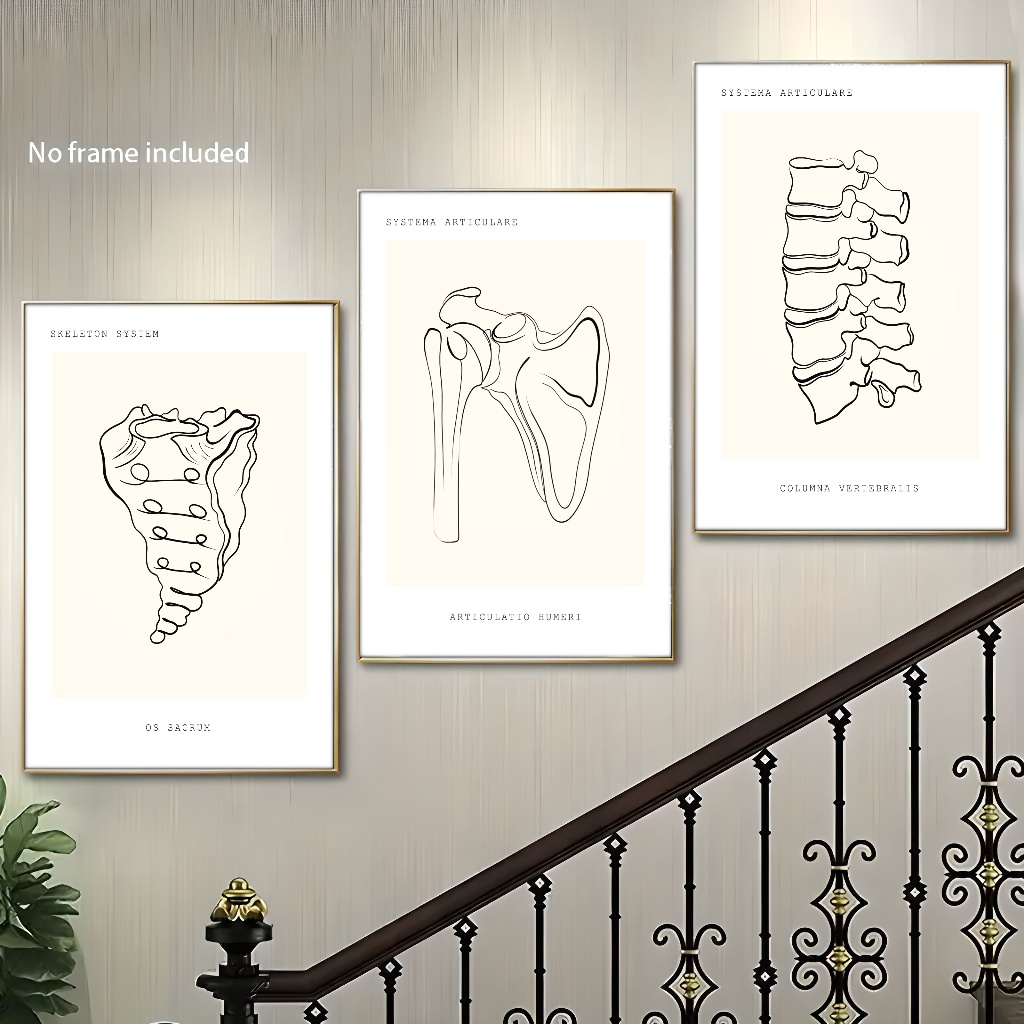 No frame included
SKELETON SYSTEM
OS SACRUM
SYSTEMA ARTICULARE
ARTICULATIO HUMERI
SYSTEMA ARTICULARE
COLUMNA VERTEBRALIS